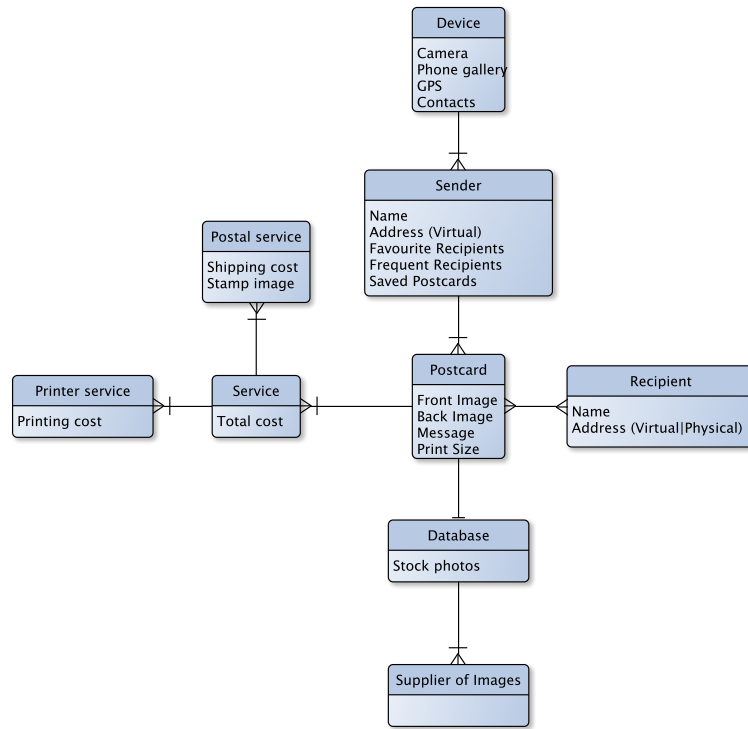 Device
Camera
Phone gallery
GPS
Contacts
Sender
Name
Address (Virtual)
Favourite Recipients
Frequent Recipients
Saved Postcards
Postal service
Shipping cost
Stamp image
Printer service
Printing cost
Service
Total cost
Postcard
Front Image
Back Image
Message
Print Size
Recipient
Name
Address (Virtual|Physical)
Database
Stock photos
Supplier of Images